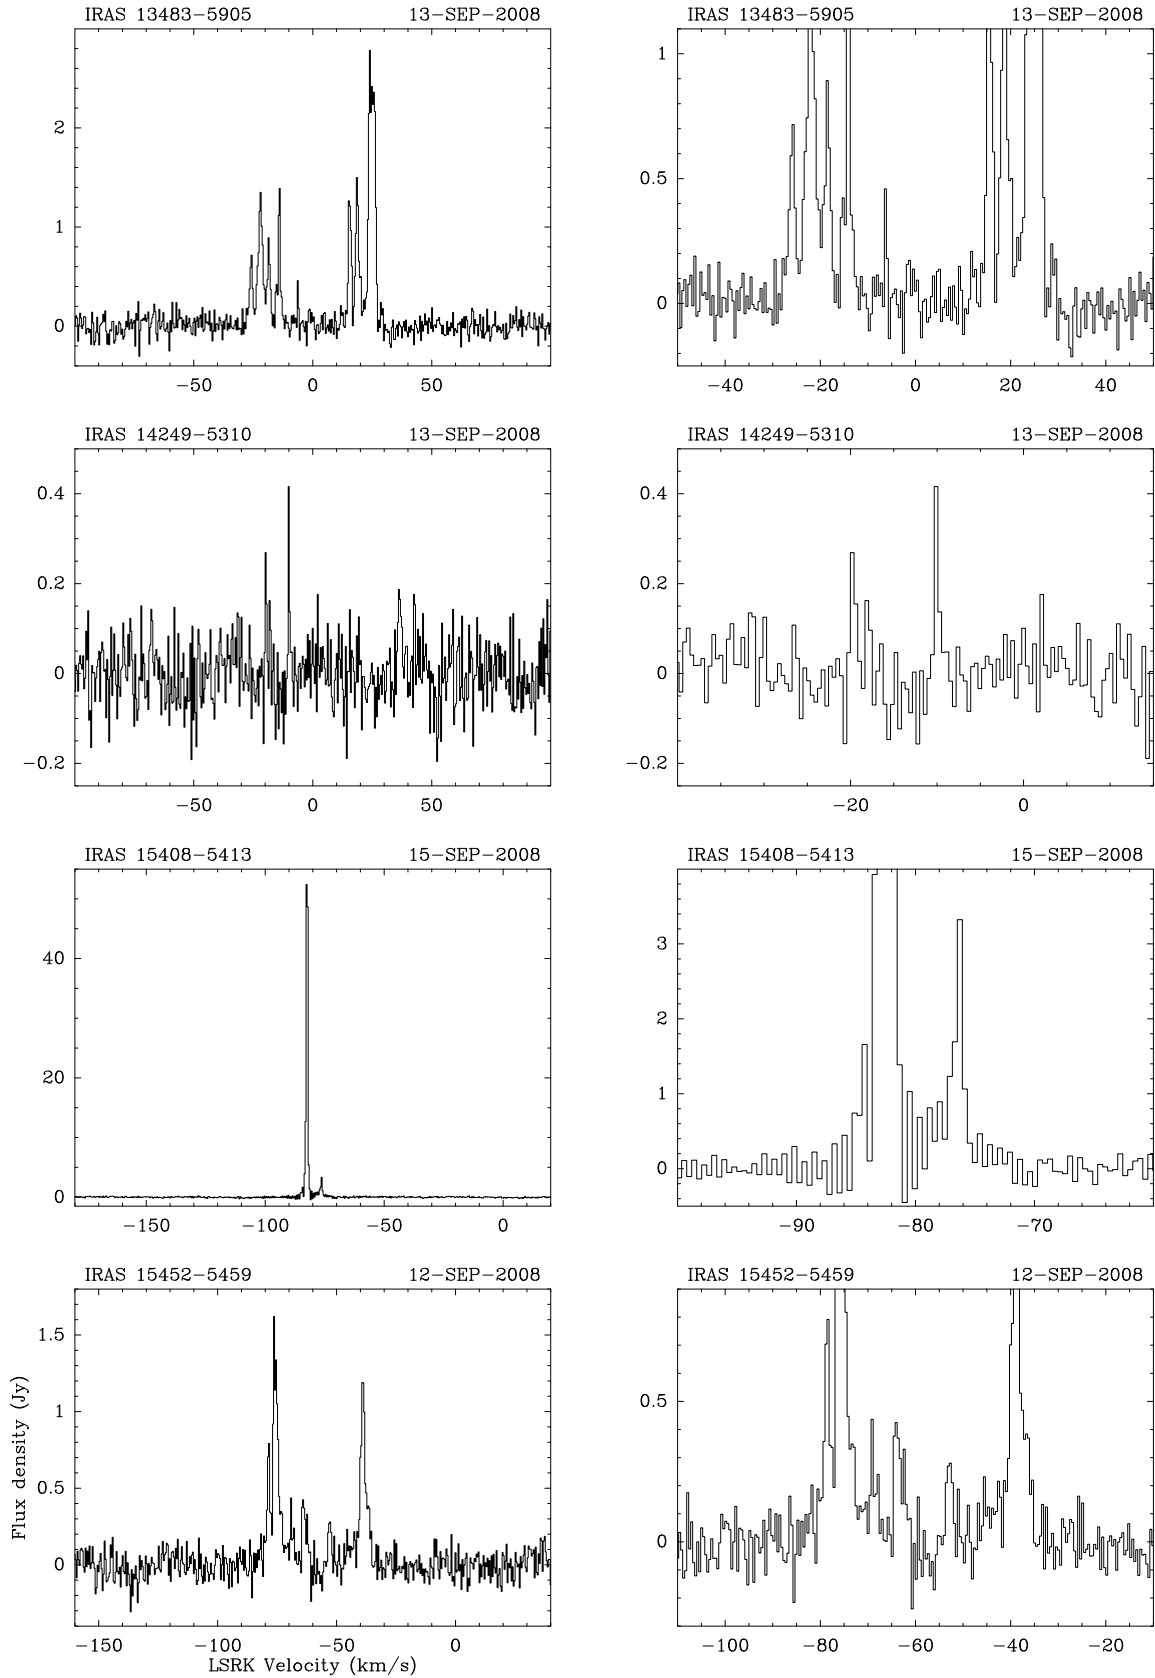 IRAS 13483−5905 13−SEP−2008
2
1
0
−50 0 50
IRAS 13483−5905 13−SEP−2008
1
0.5
0
−40 −20 0 20 40
IRAS 14249−5310 13−SEP−2008
0.4
0.2
0
−0.2
−50 0 50
IRAS 14249−5310 13−SEP−2008
0.4
0.2
0
−0.2
−20 0
IRAS 15408−5413 15−SEP−2008
40
20
0
−150 −100 −50 0
IRAS 15408−5413 15−SEP−2008
3
2
1
0
−90 −80 −70
IRAS 15452−5459 12−SEP−2008
1.5
1
0.5
0
−150 −100 −50 0
Flux density (Jy)
LSRK Velocity (km/s)
IRAS 15452−5459 12−SEP−2008
0.5
0
−100 −80 −60 −40 −20